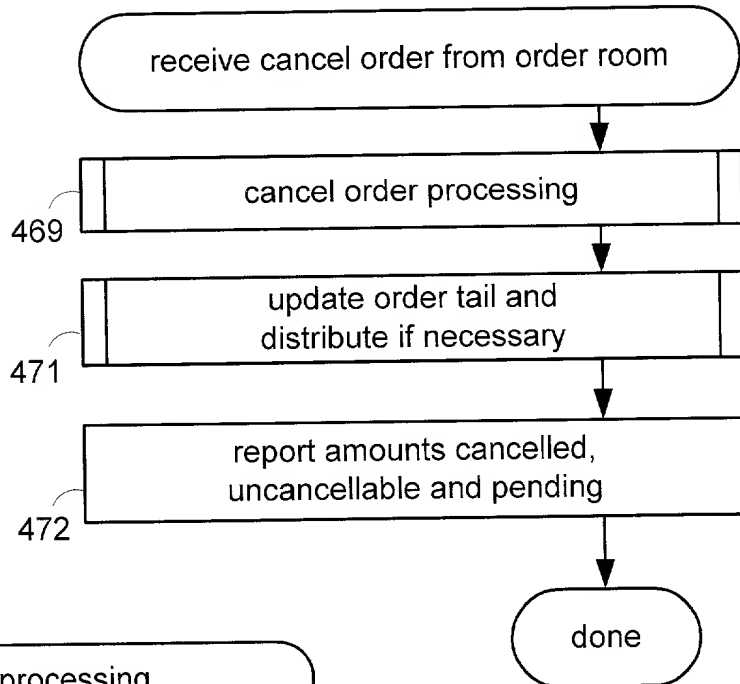 receive cancel order from order room
cancel order processing
469
update order tail and
distribute if necessary
471
report amounts cancelled,
uncancellable and pending
472
done
processing